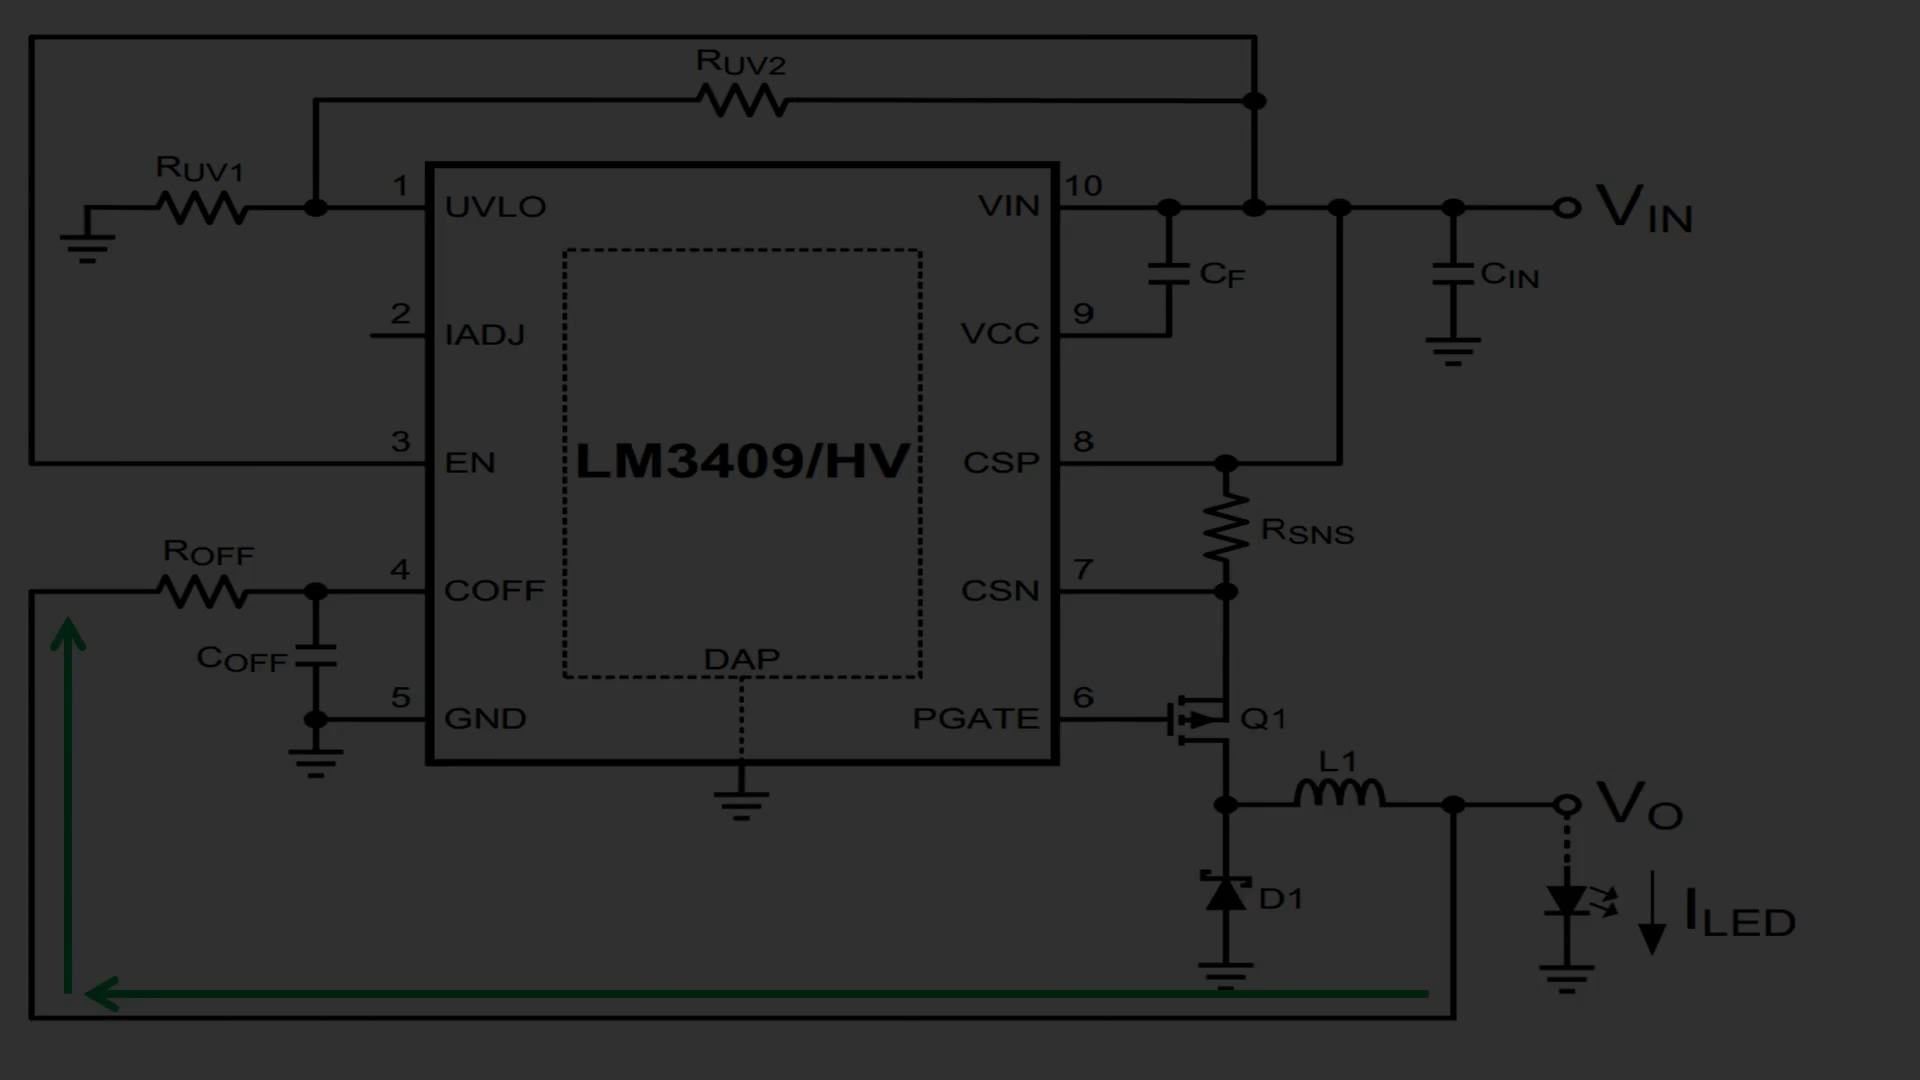 RUV2
RUV1
1
UVLO
VIN
10
VIN
CF
CIN
2
IADJ
VCC
9
3
EN
LM3409/HV
CSP
8
RSNS
ROFF
4
COFF
CSN
7
COFF
DAP
5
GND
PGATE
6
Q1
L1
VO
D1
ILED